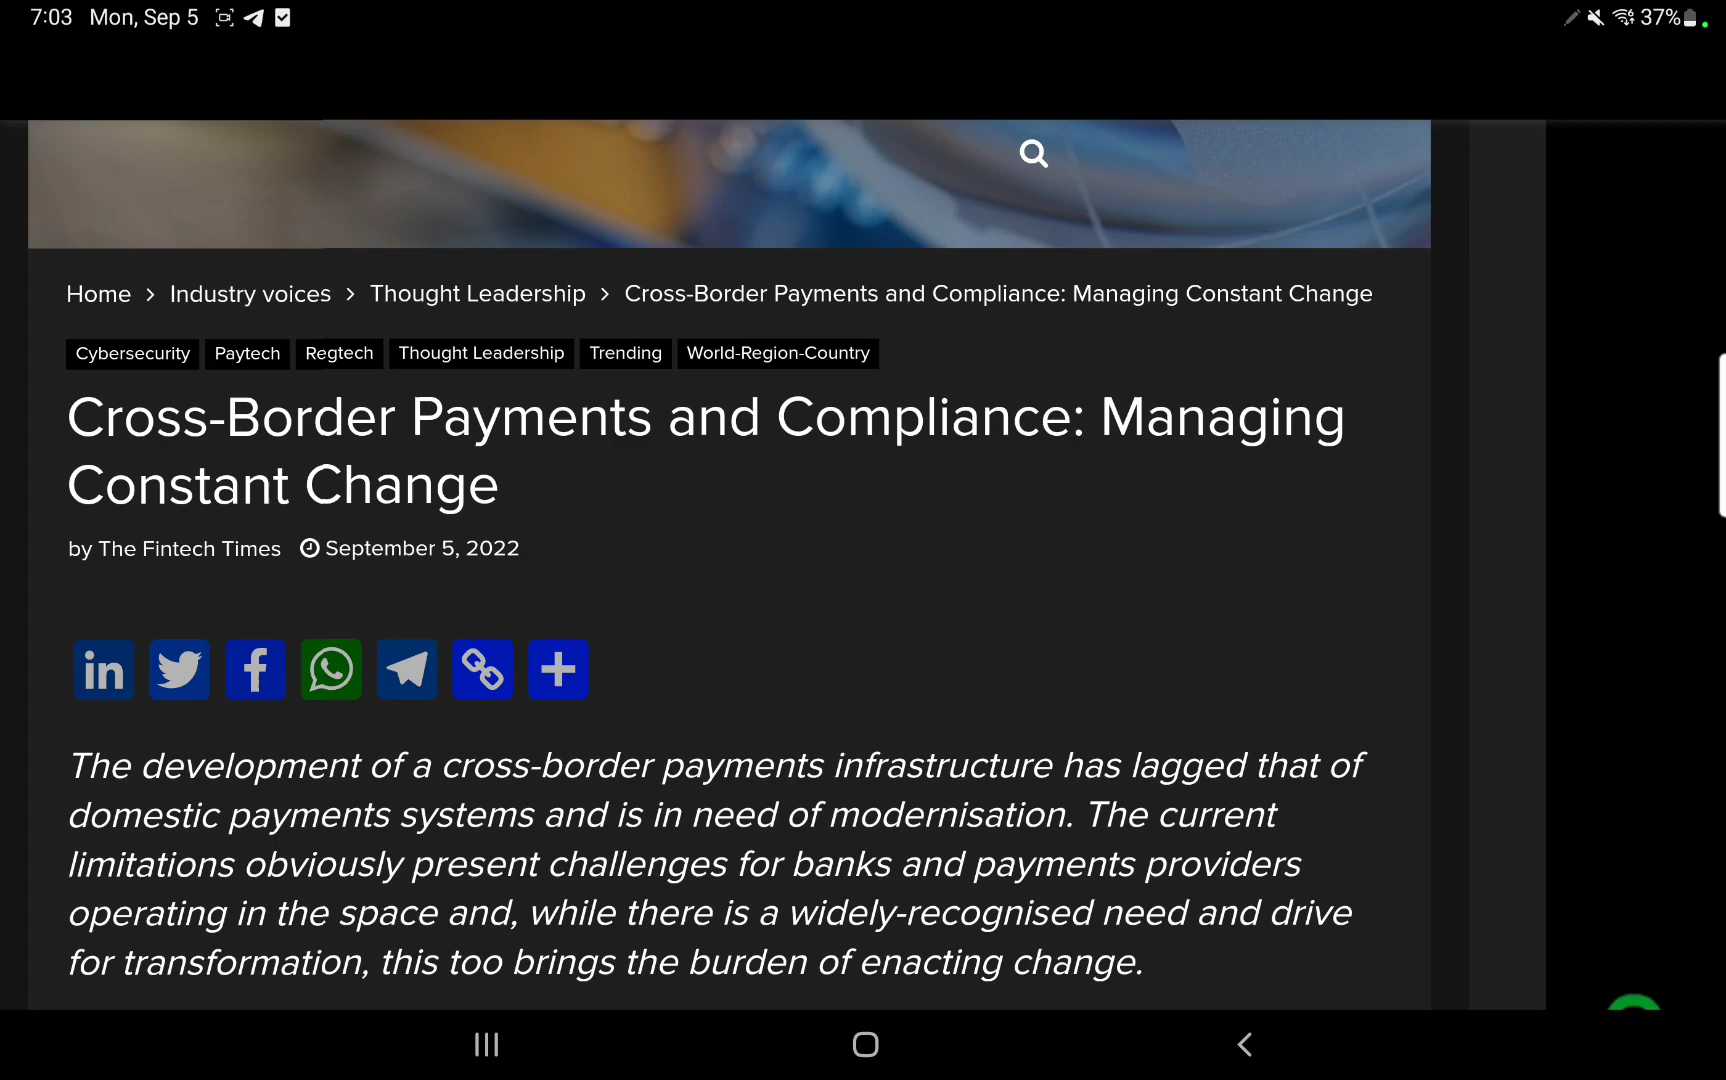 7:03 Mon, Sep 5 37%
Home > Industry voices > Thought Leadership > Cross-Border Payments and Compliance: Managing Constant Change
Cybersecurity Paytech Regtech Thought Leadership Trending World-Region-Country
Cross-Border Payments and Compliance: Managing
Constant Change
by The Fintech Times September 5, 2022
The development of a cross-border payments infrastructure has lagged that of
domestic payments systems and is in need of modernisation. The current
limitations obviously present challenges for banks and payments providers
operating in the space and, while there is a widely-recognised need and drive
for transformation, this too brings the burden of enacting change.